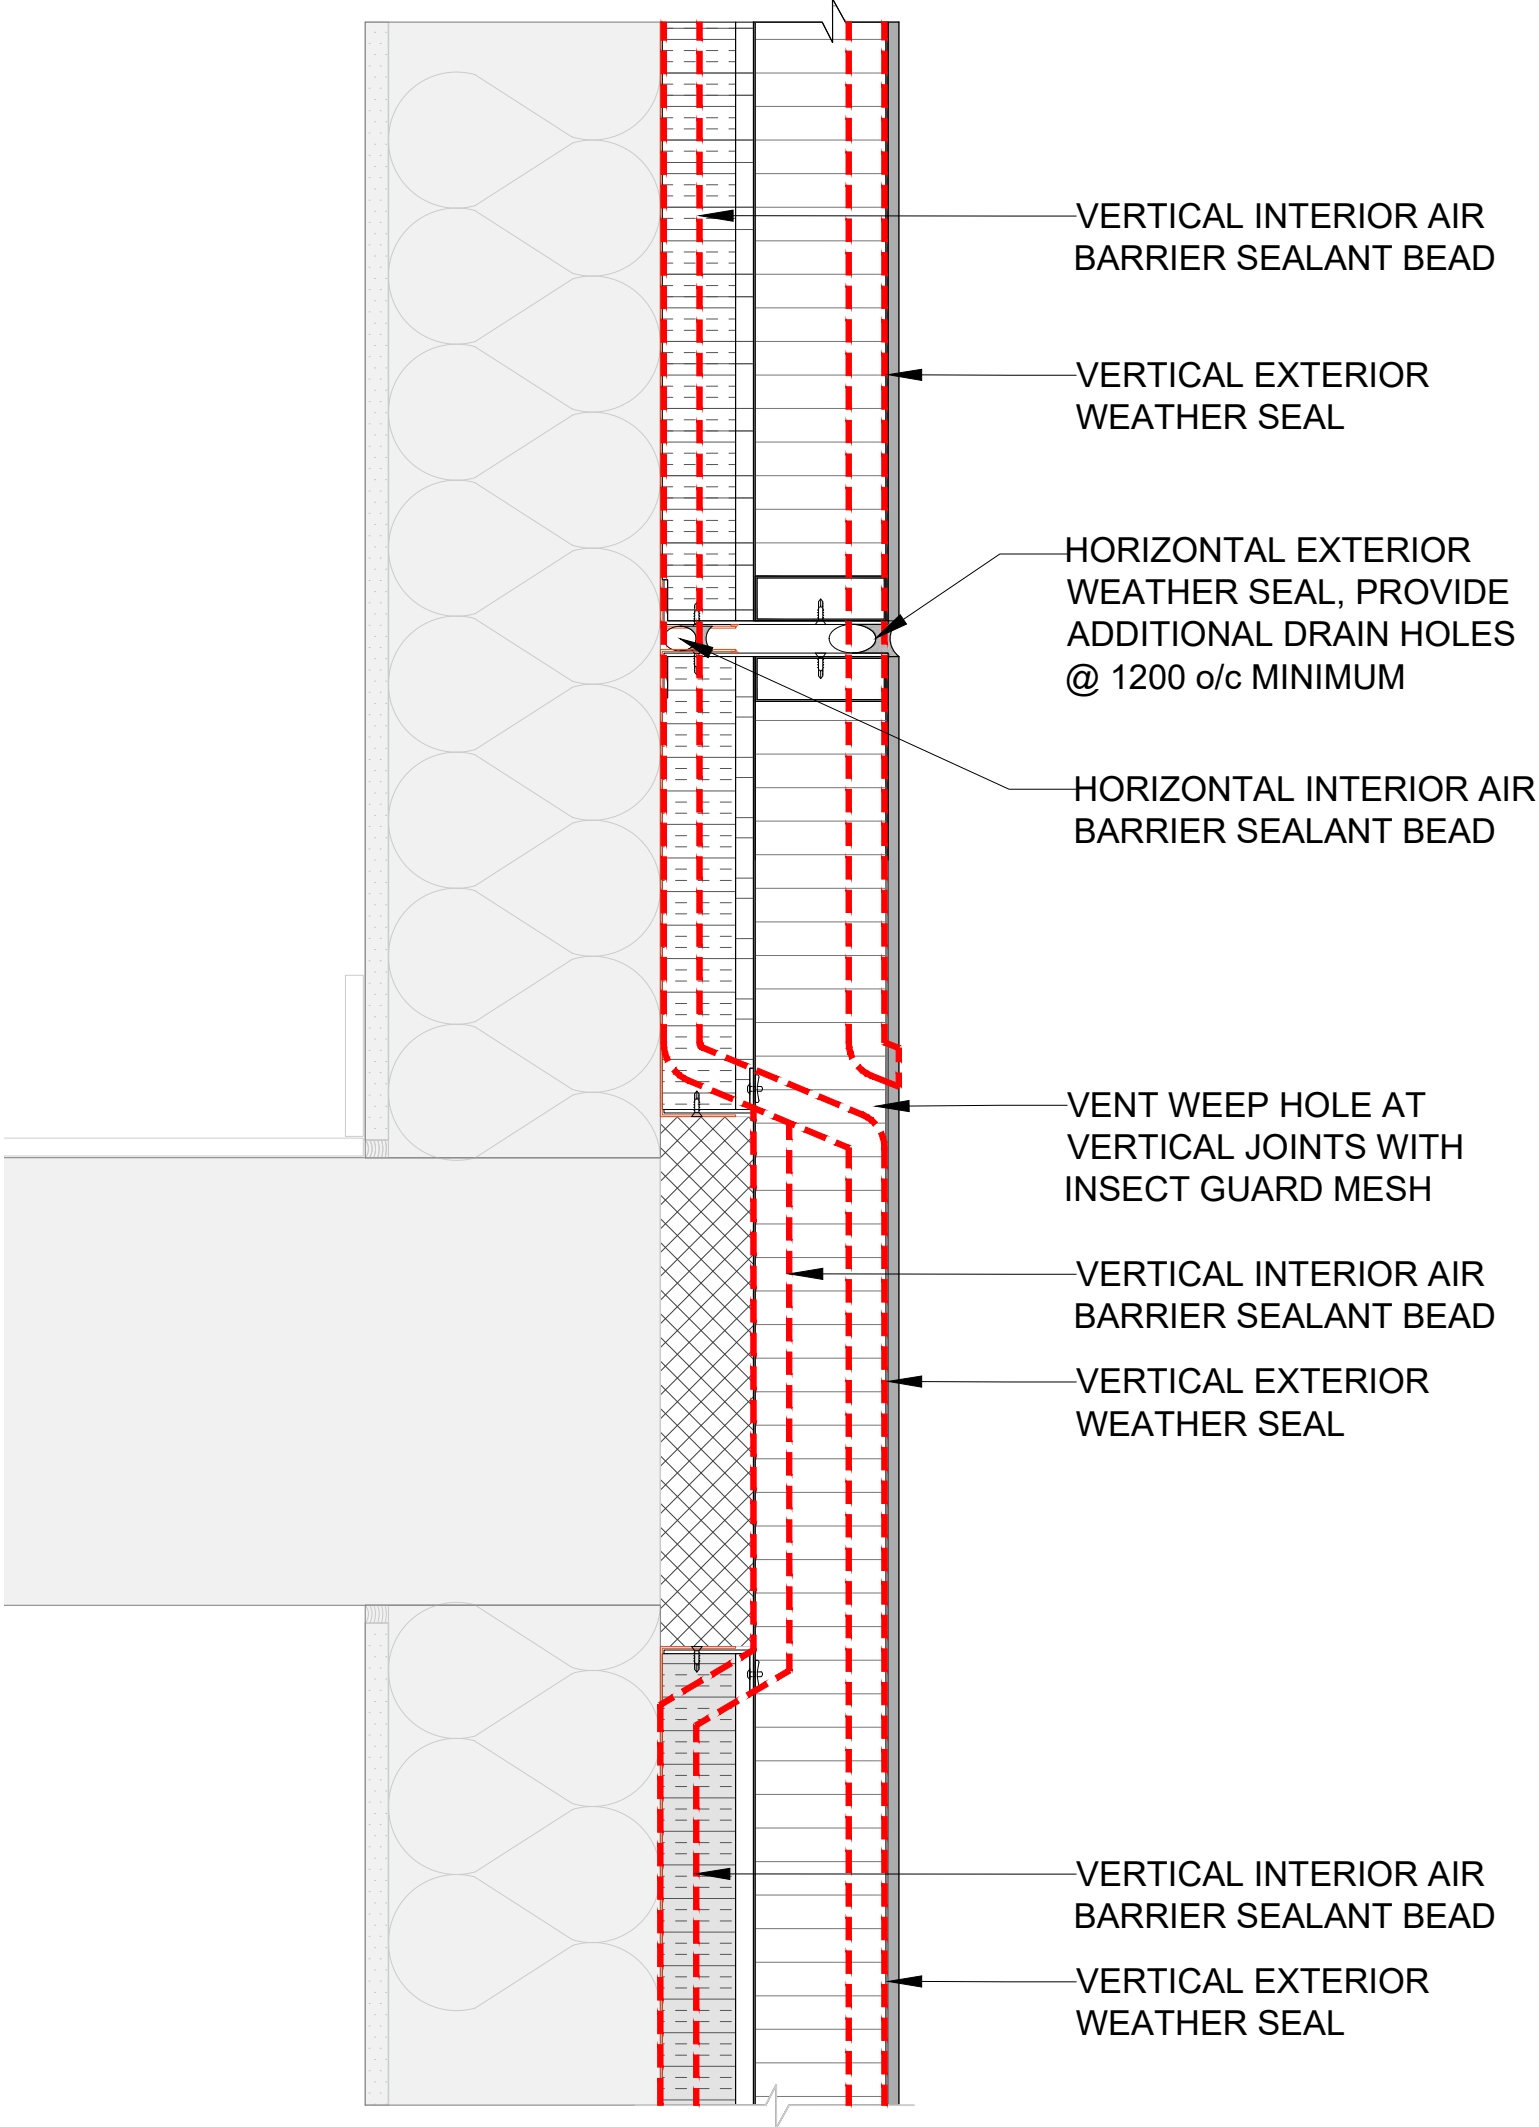 VERTICAL INTERIOR AIR
BARRIER SEALANT BEAD
VERTICAL EXTERIOR
WEATHER SEAL
HORIZONTAL EXTERIOR
WEATHER SEAL, PROVIDE
ADDITIONAL DRAIN HOLES
@ 1200 o/c MINIMUM
HORIZONTAL INTERIOR AIR
BARRIER SEALANT BEAD
VENT WEEP HOLE AT
VERTICAL JOINTS WITH
INSECT GUARD MESH
VERTICAL INTERIOR AIR
BARRIER SEALANT BEAD
VERTICAL EXTERIOR
WEATHER SEAL
VERTICAL INTERIOR AIR
BARRIER SEALANT BEAD
VERTICAL EXTERIOR
WEATHER SEAL